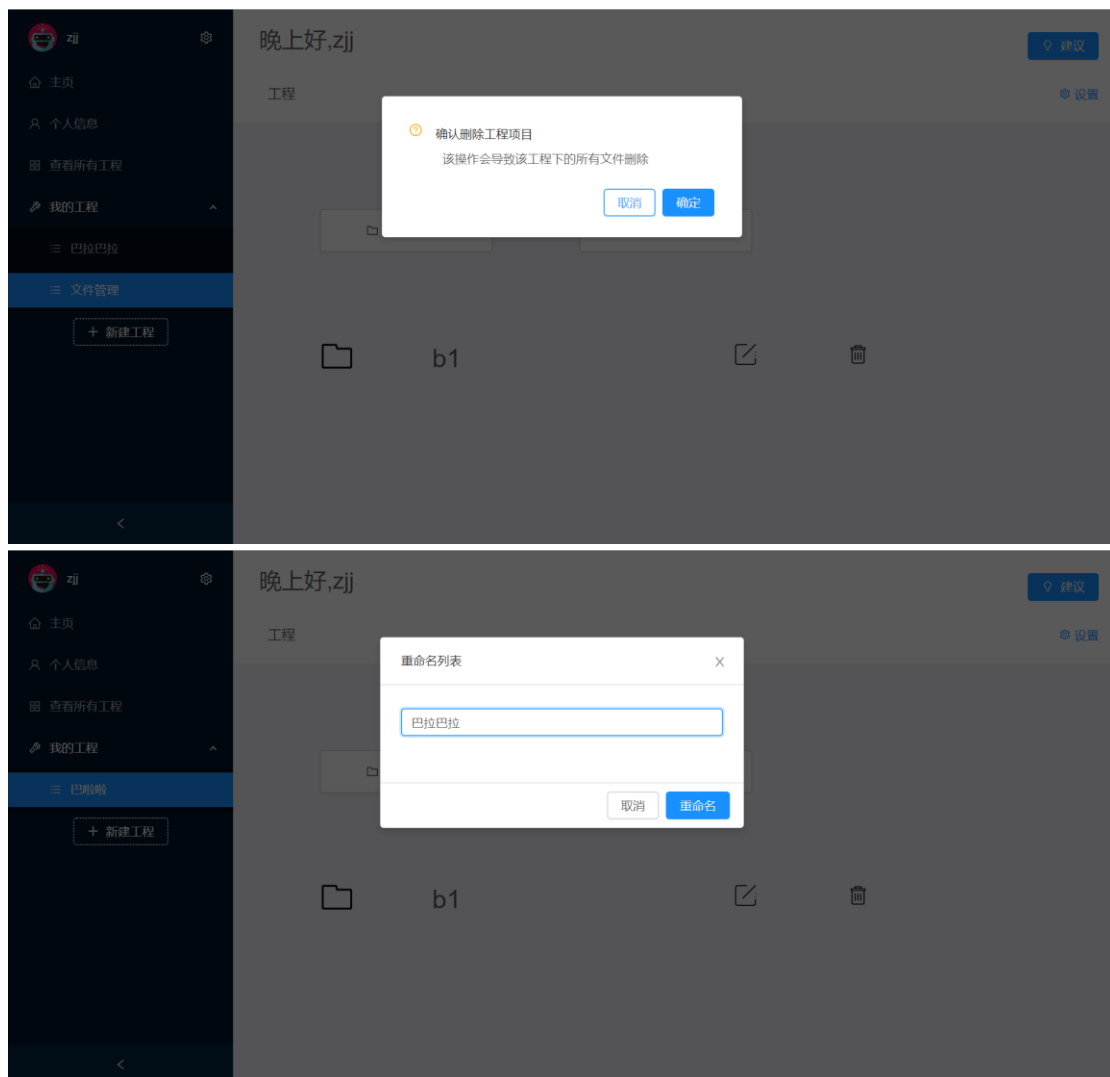 zjj
晚上好,zjj
建议
主页
工程
设置
个人信息
确认删除工程项目
该操作会导致该工程下的所有文件删除
查看所有工程
取消
确定
我的工程
巴拉巴拉
文件管理
+ 新建工程
b1
zjj
晚上好,zjj
建议
主页
工程
设置
个人信息
重命名列表
查看所有工程
巴拉巴拉
我的工程
巴啦啦
取消
重命名
+ 新建工程
b1